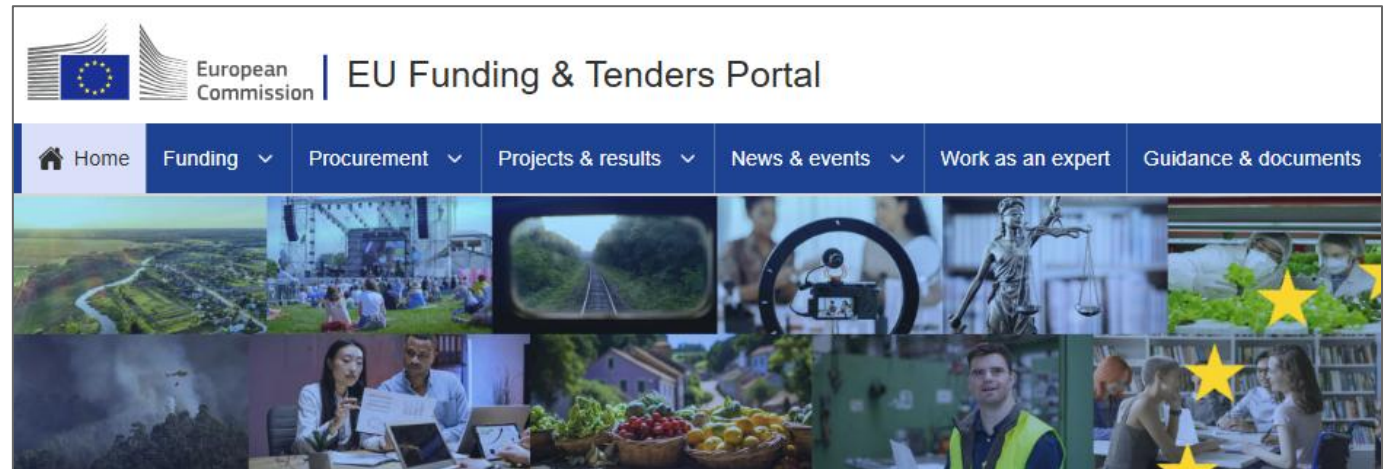 European
Commission
EU Funding & Tenders Portal
Home Funding Procurement Projects & results News & events Work as an expert Guidance & documents